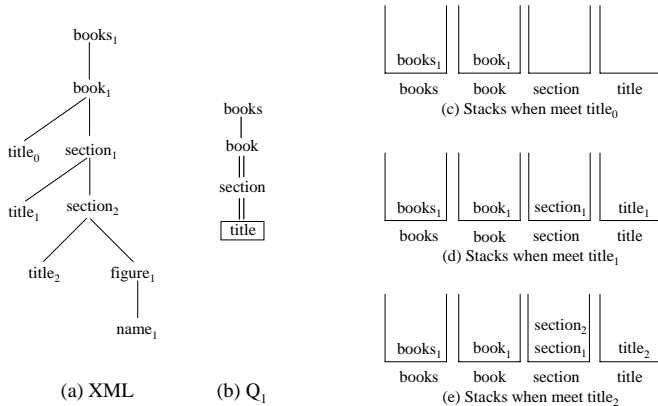 books₁
book₁
title₀ section₁
title₁ section₂
title₂ figure₁
name₁
(a) XML
books
book
section
title
(b) Q₁
books₁ book₁
books book section title
(c) Stacks when meet title₀
books₁ book₁ section₁ title₁
books book section title
(d) Stacks when meet title₁
section₂
books₁ book₁ section₁ title₂
books book section title
(e) Stacks when meet title₂